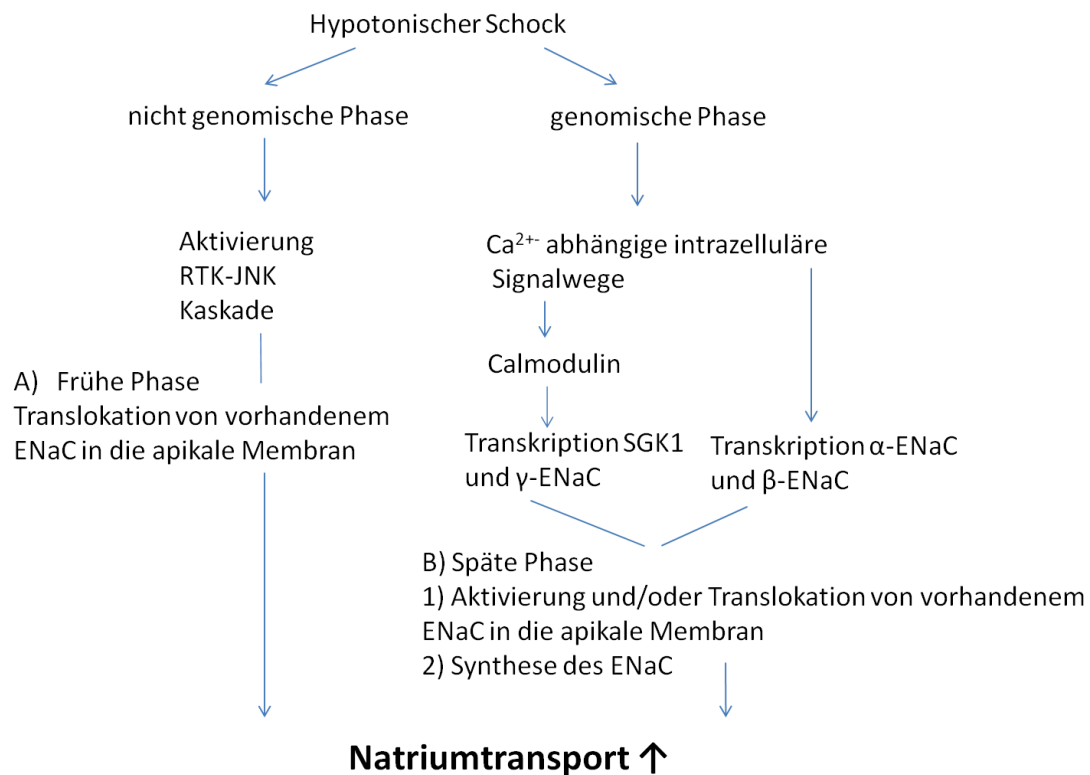 Hypotonischer Schock
nicht genomische Phase
genomische Phase
Aktivierung
RTK-JNK
Kaskade
A) Frühe Phase
Translokation von vorhandenem
ENaC in die apikale Membran
Ca²⁺⁻ abhängige intrazelluläre
Signalwege
Calmodulin
Transkription SGK1
und γ-ENaC
Transkription α-ENaC
und β-ENaC
B) Späte Phase
1) Aktivierung und/oder Translokation von vorhandenem
ENaC in die apikale Membran
2) Synthese des ENaC
Natriumtransport ↑